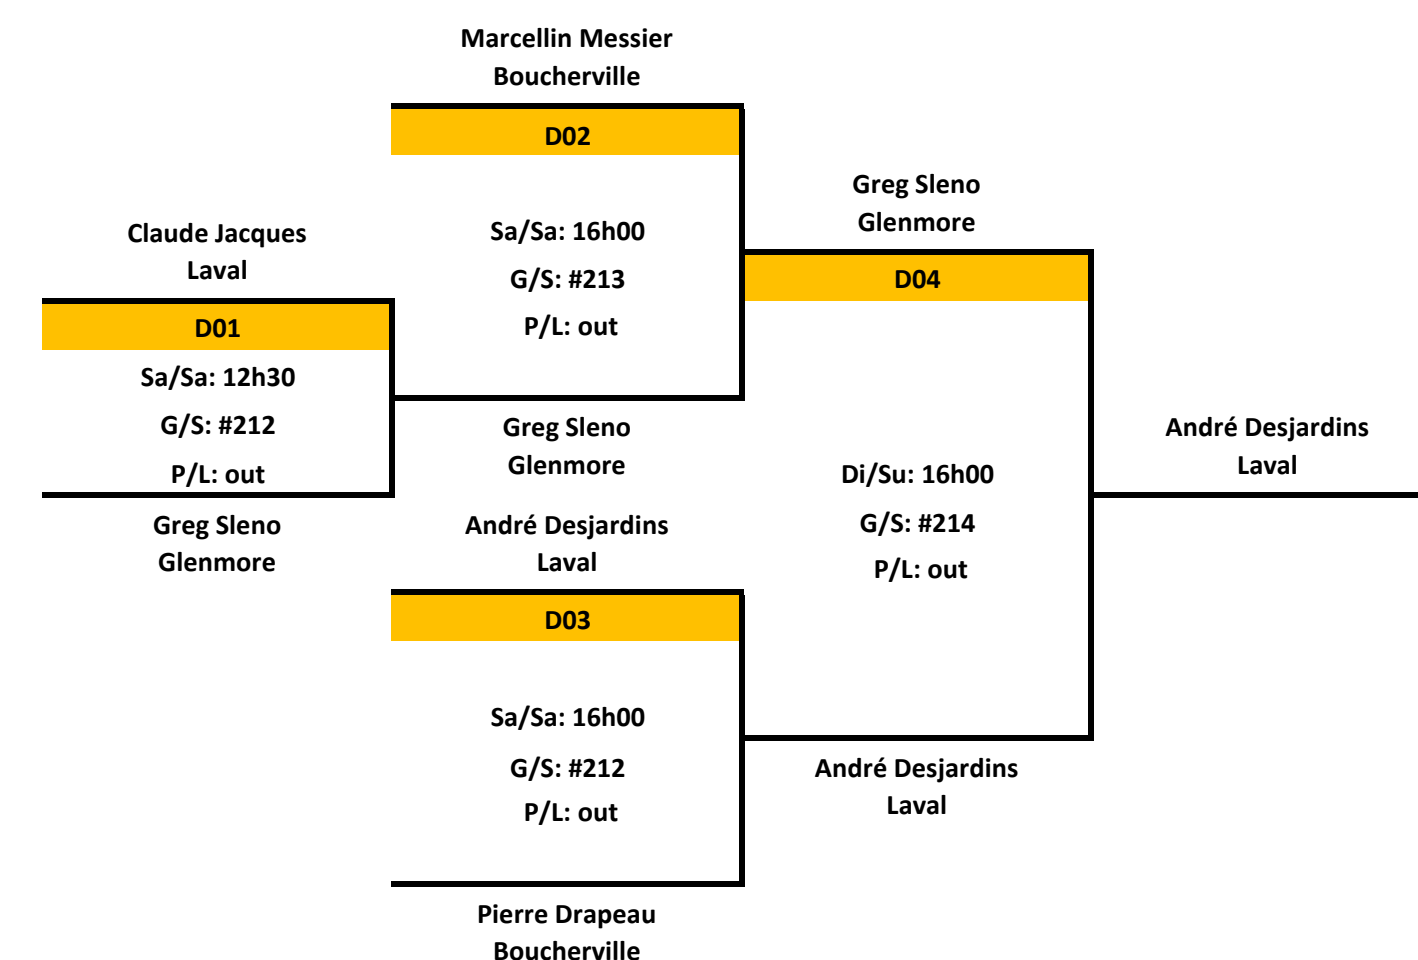 Marcellin Messier
Boucherville
D02
Sa/Sa: 16h00
G/S: #213
P/L: out
Claude Jacques
Laval
D01
Sa/Sa: 12h30
G/S: #212
P/L: out
Greg Sleno
Glenmore
Greg Sleno
Glenmore
Greg Sleno
Glenmore
D04
Di/Su: 16h00
G/S: #214
P/L: out
André Desjardins
Laval
D03
Sa/Sa: 16h00
G/S: #212
P/L: out
Pierre Drapeau
Boucherville
André Desjardins
Laval
André Desjardins
Laval